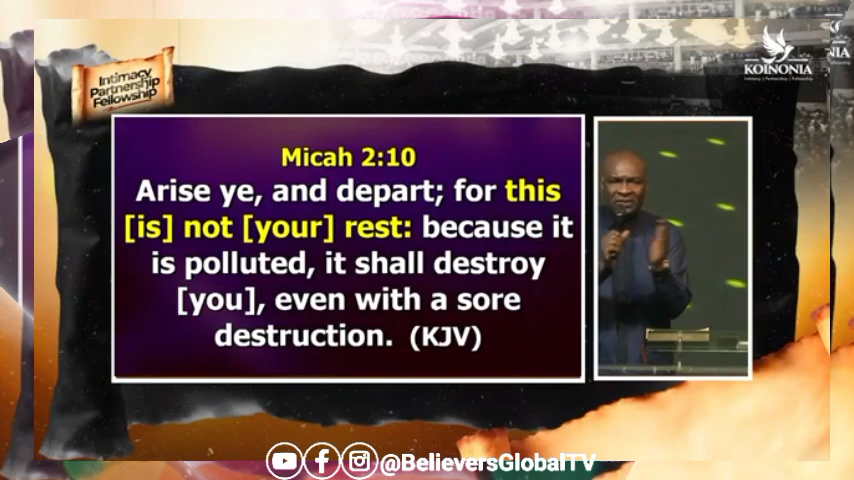 Intimacy
Partnership
Fellowship
KOINONIA
Micah 2:10
Arise ye, and depart; for this
[is] not [your] rest: because it
is polluted, it shall destroy
[you], even with a sore
destruction. (KJV)
@BelieversGlobalTV